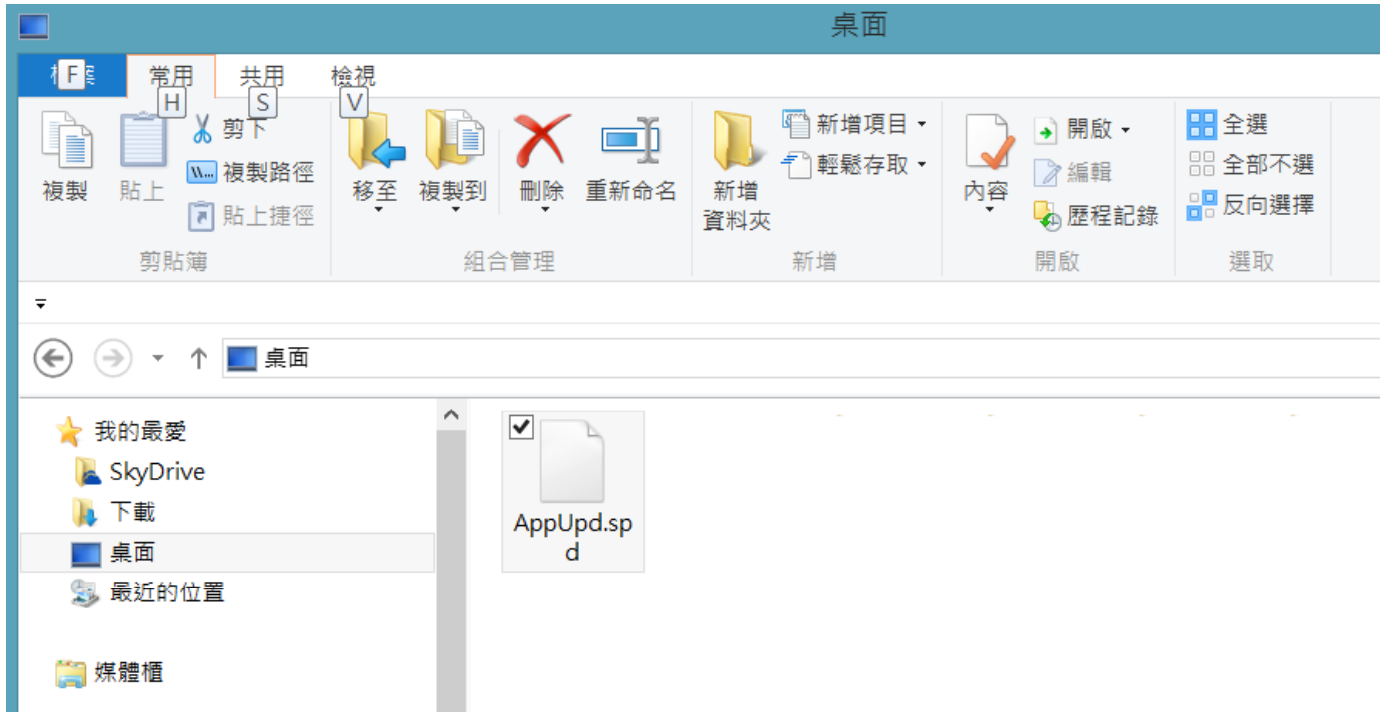 桌面
F
常用
共用
檢視
H
S
V
複製
貼上
剪下
複製路徑
貼上捷徑
移至
複製到
刪除
重新命名
新增
資料夾
新增項目
輕鬆存取
內容
開啟
編輯
歷程記錄
全選
全部不選
反向選擇
剪貼簿
組合管理
新增
開啟
選取
桌面
我的最愛
SkyDrive
下載
桌面
最近的位置
媒體櫃
AppUpd.sp
d